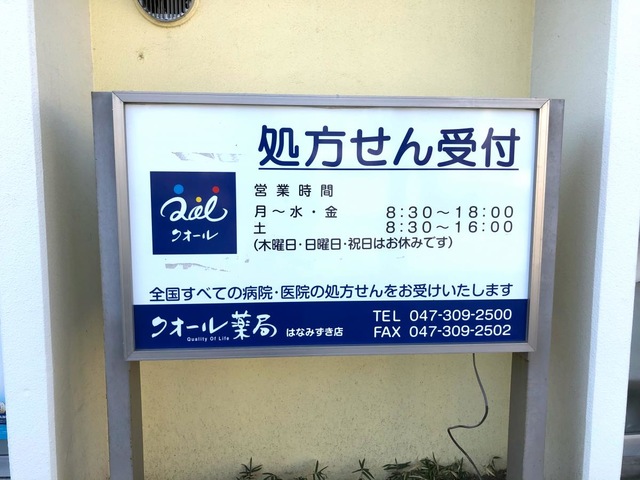 処方せん受付
Qol
クオール
営業時間
月～水・金 8:30～18:00
土 8:30～16:00
(木曜日・日曜日・祝日はお休みです)
全国すべての病院・医院の処方せんをお受けいたします
クオール薬局 はなみずき店
Quality Of Life
TEL 047-309-2500
FAX 047-309-2502